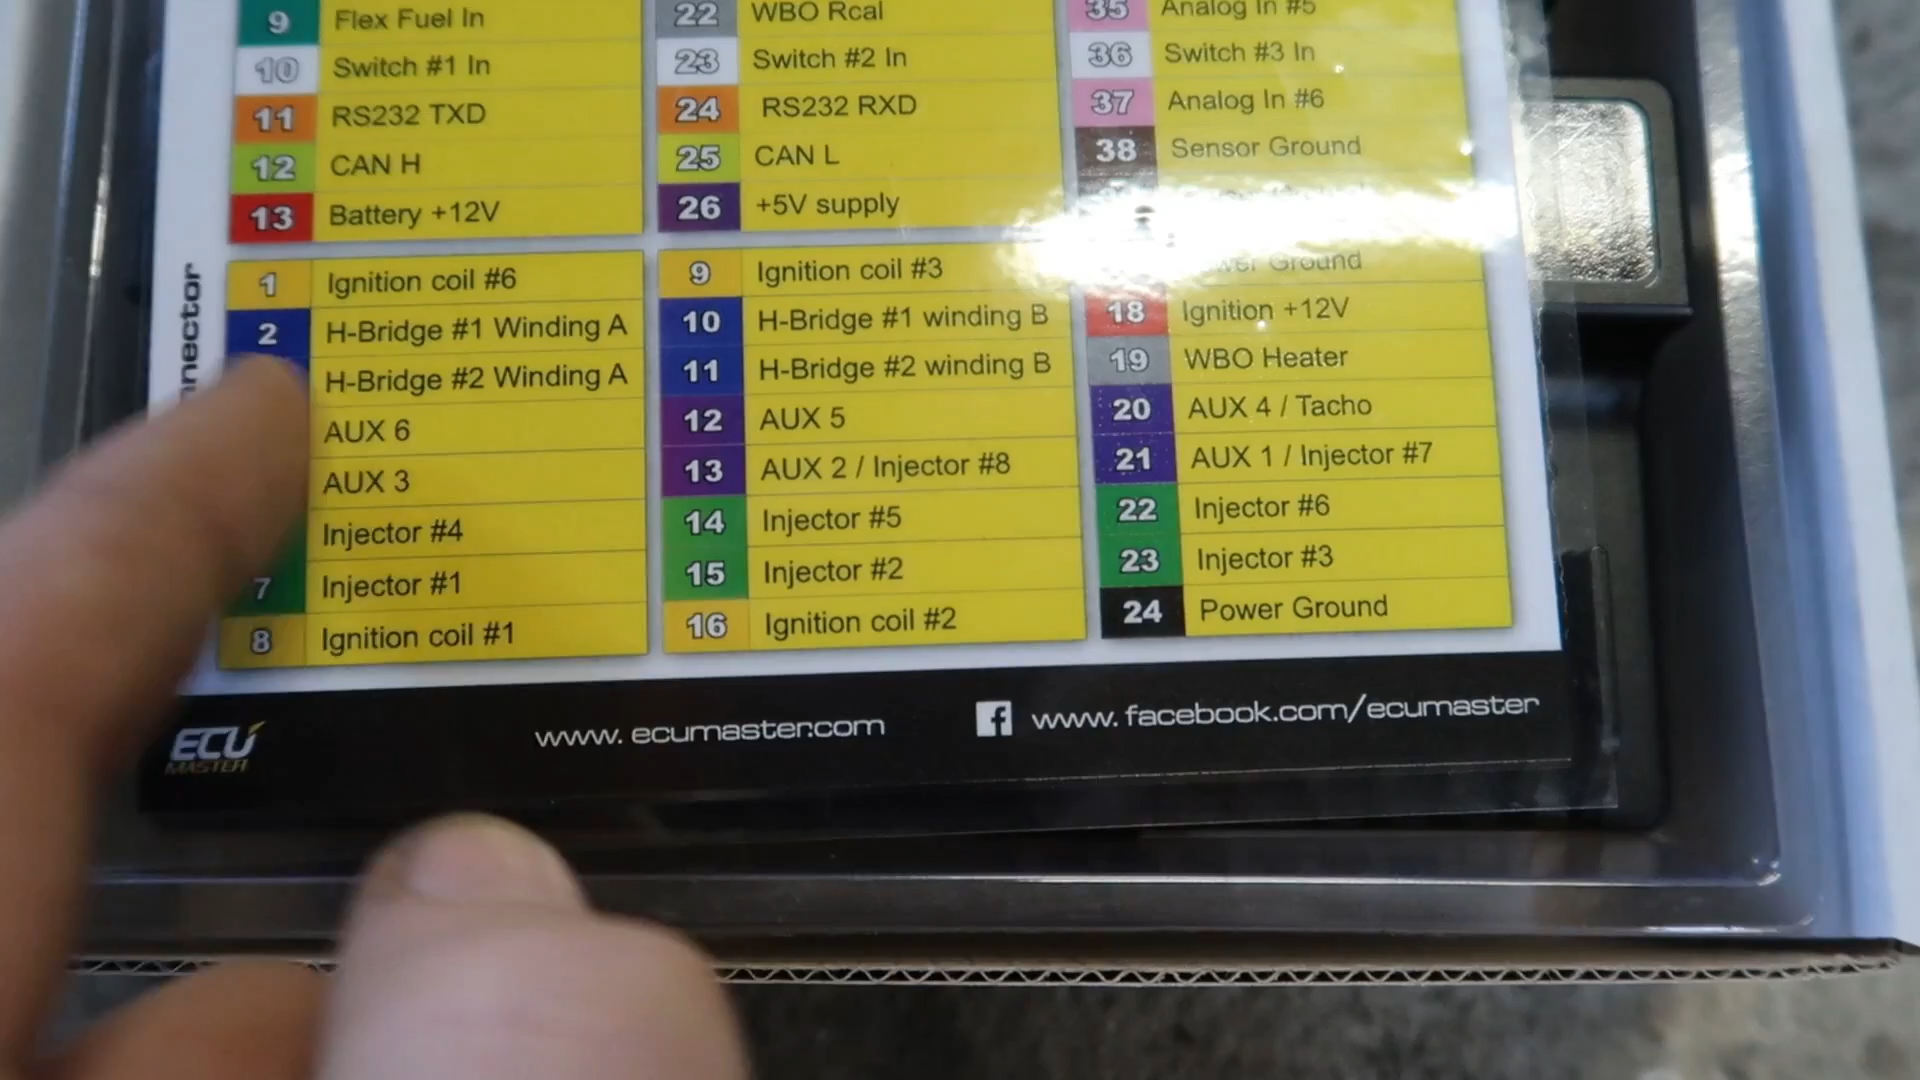 9 Flex Fuel In
10 Switch #1 In
11 RS232 TXD
12 CAN H
13 Battery +12V
22 WBO Rcal
23 Switch #2 In
24 RS232 RXD
25 CAN L
26 +5V supply
35 Analog In #5
36 Switch #3 In
37 Analog In #6
38 Sensor Ground
1 Ignition coil #6
2 H-Bridge #1 Winding A
H-Bridge #2 Winding A
AUX 6
AUX 3
Injector #4
7 Injector #1
8 Ignition coil #1
9 Ignition coil #3
10 H-Bridge #1 winding B
11 H-Bridge #2 winding B
12 AUX 5
13 AUX 2 / Injector #8
14 Injector #5
15 Injector #2
16 Ignition coil #2
Ground
18 Ignition +12V
19 WBO Heater
20 AUX 4 / Tacho
21 AUX 1 / Injector #7
22 Injector #6
23 Injector #3
24 Power Ground
ECU
MASTER
www.ecumaster.com
www.facebook.com/ecumaster